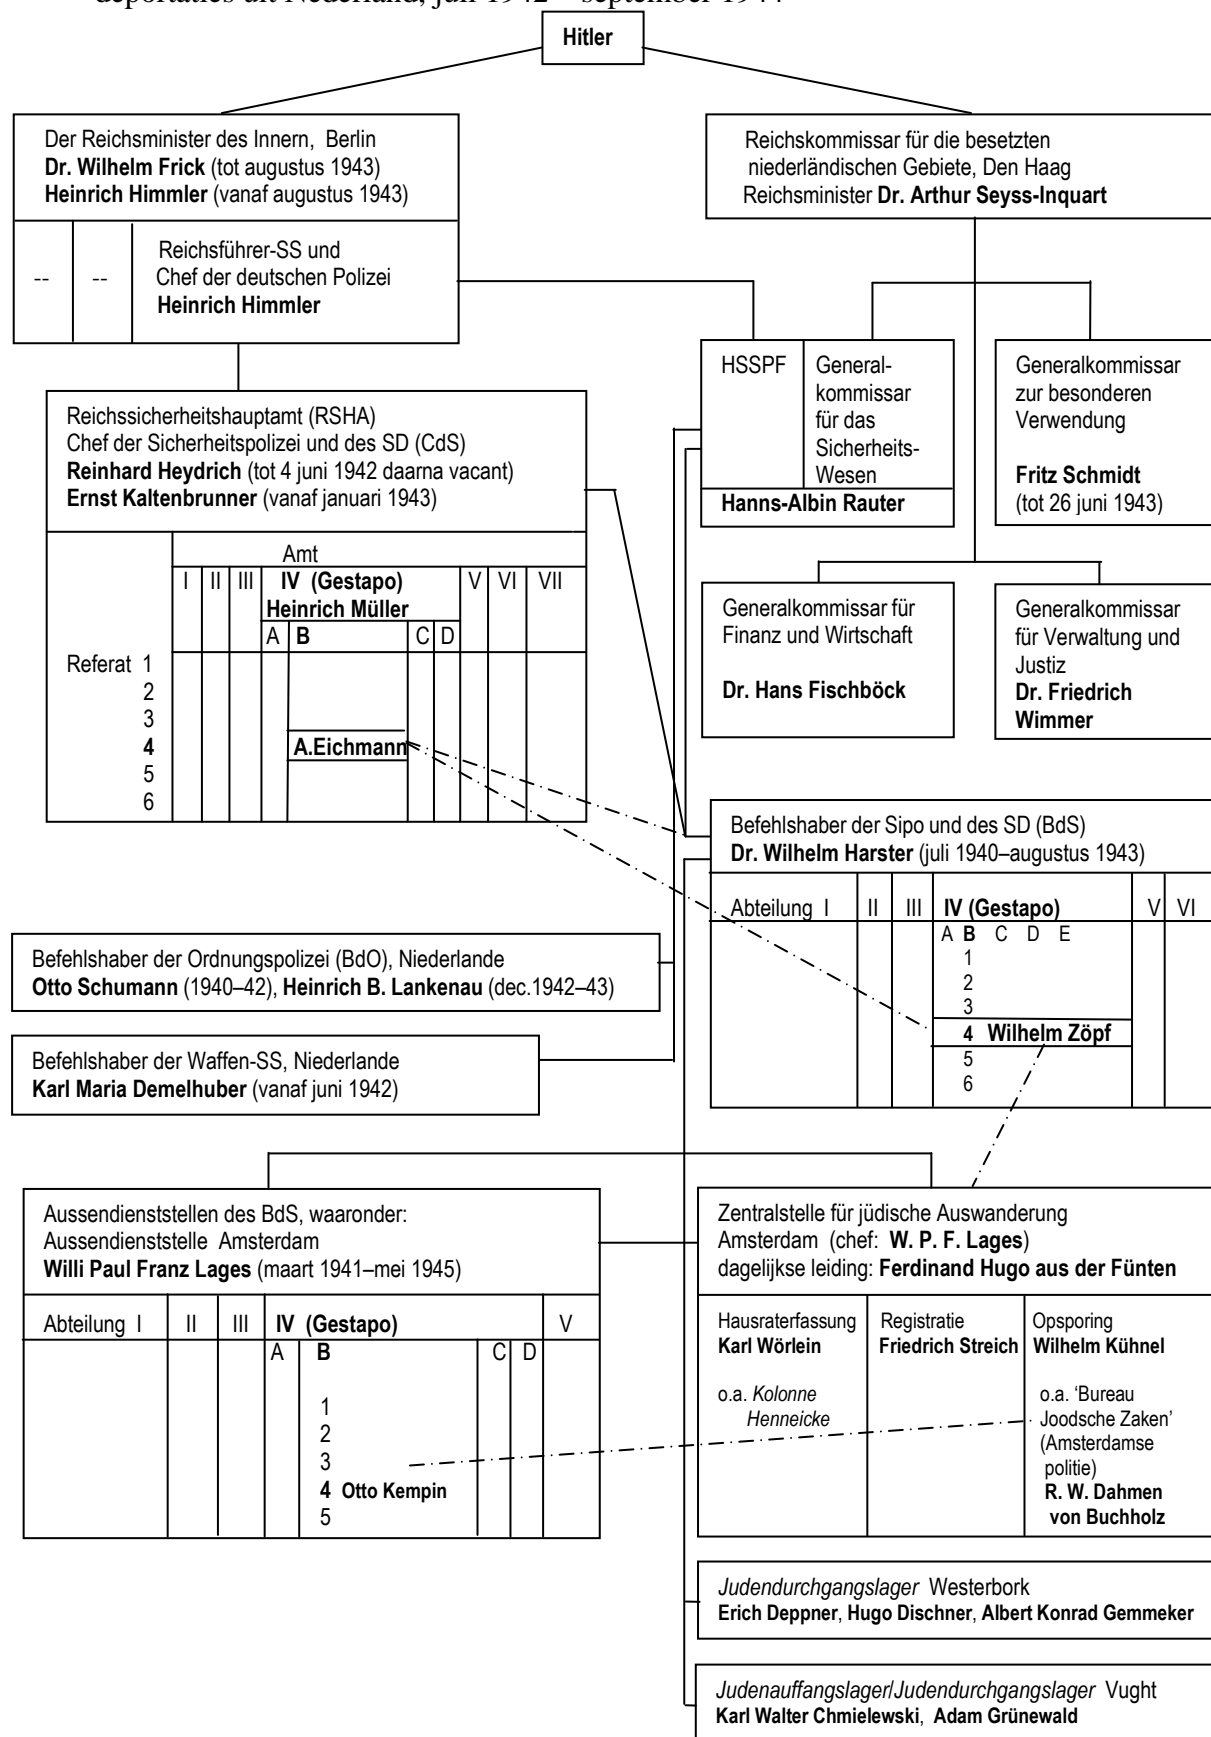 deportaties uit Nederland, juli 1942 – september 1944
Hitler
Der Reichsminister des Innern, Berlin
Dr. Wilhelm Frick (tot augustus 1943)
Heinrich Himmler (vanaf augustus 1943)
-- --
Reichsführer-SS und
Chef der deutschen Polizei
Heinrich Himmler
Reichskommissar für die besetzten
niederländischen Gebiete, Den Haag
Reichsminister Dr. Arthur Seyss-Inquart
HSSPF
General-
kommissar
für das
Sicherheits-
Wesen
Hanns-Albin Rauter
Generalkommissar
zur besonderen
Verwendung
Fritz Schmidt
(tot 26 juni 1943)
Reichssicherheitshauptamt (RSHA)
Chef der Sicherheitspolizei und des SD (CdS)
Reinhard Heydrich (tot 4 juni 1942 daarna vacant)
Ernst Kaltenbrunner (vanaf januari 1943)
Amt
I II III IV (Gestapo) V VI VII
Heinrich Müller
A B C D
Referat 1
2
3
4 A.Eichmann
5
6
Generalkommissar für
Finanz und Wirtschaft
Dr. Hans Fischböck
Generalkommissar
für Verwaltung und
Justiz
Dr. Friedrich
Wimmer
Befehlshaber der Sipo und des SD (BdS)
Dr. Wilhelm Harster (juli 1940–augustus 1943)
Abteilung I II III IV (Gestapo) V VI
A B C D E
1
2
3
4 Wilhelm Zöpf
5
6
Befehlshaber der Ordnungspolizei (BdO), Niederlande
Otto Schumann (1940–42), Heinrich B. Lankenau (dec.1942–43)
Befehlshaber der Waffen-SS, Niederlande
Karl Maria Demelhuber (vanaf juni 1942)
Aussendienststellen des BdS, waaronder:
Aussendienststelle Amsterdam
Willi Paul Franz Lages (maart 1941–mei 1945)
Abteilung I II III IV (Gestapo) V
A B C D
1
2
3
4 Otto Kempin
5
Zentralstelle für jüdische Auswanderung
Amsterdam (chef: W. P. F. Lages)
dagelijkse leiding: Ferdinand Hugo aus der Fünten
Hausraterfassung
Karl Wörlein
o.a. Kolonne
Henneicke
Registratie
Friedrich Streich
Opsporing
Wilhelm Kühnel
o.a. ‘Bureau
Joodsche Zaken’
(Amsterdamse
politie)
R. W. Dahmen
von Buchholz
Judendurchgangslager Westerbork
Erich Deppner, Hugo Dischner, Albert Konrad Gemmeker
Judenauffangslager/Judendurchgangslager Vught
Karl Walter Chmielewski, Adam Grünewald